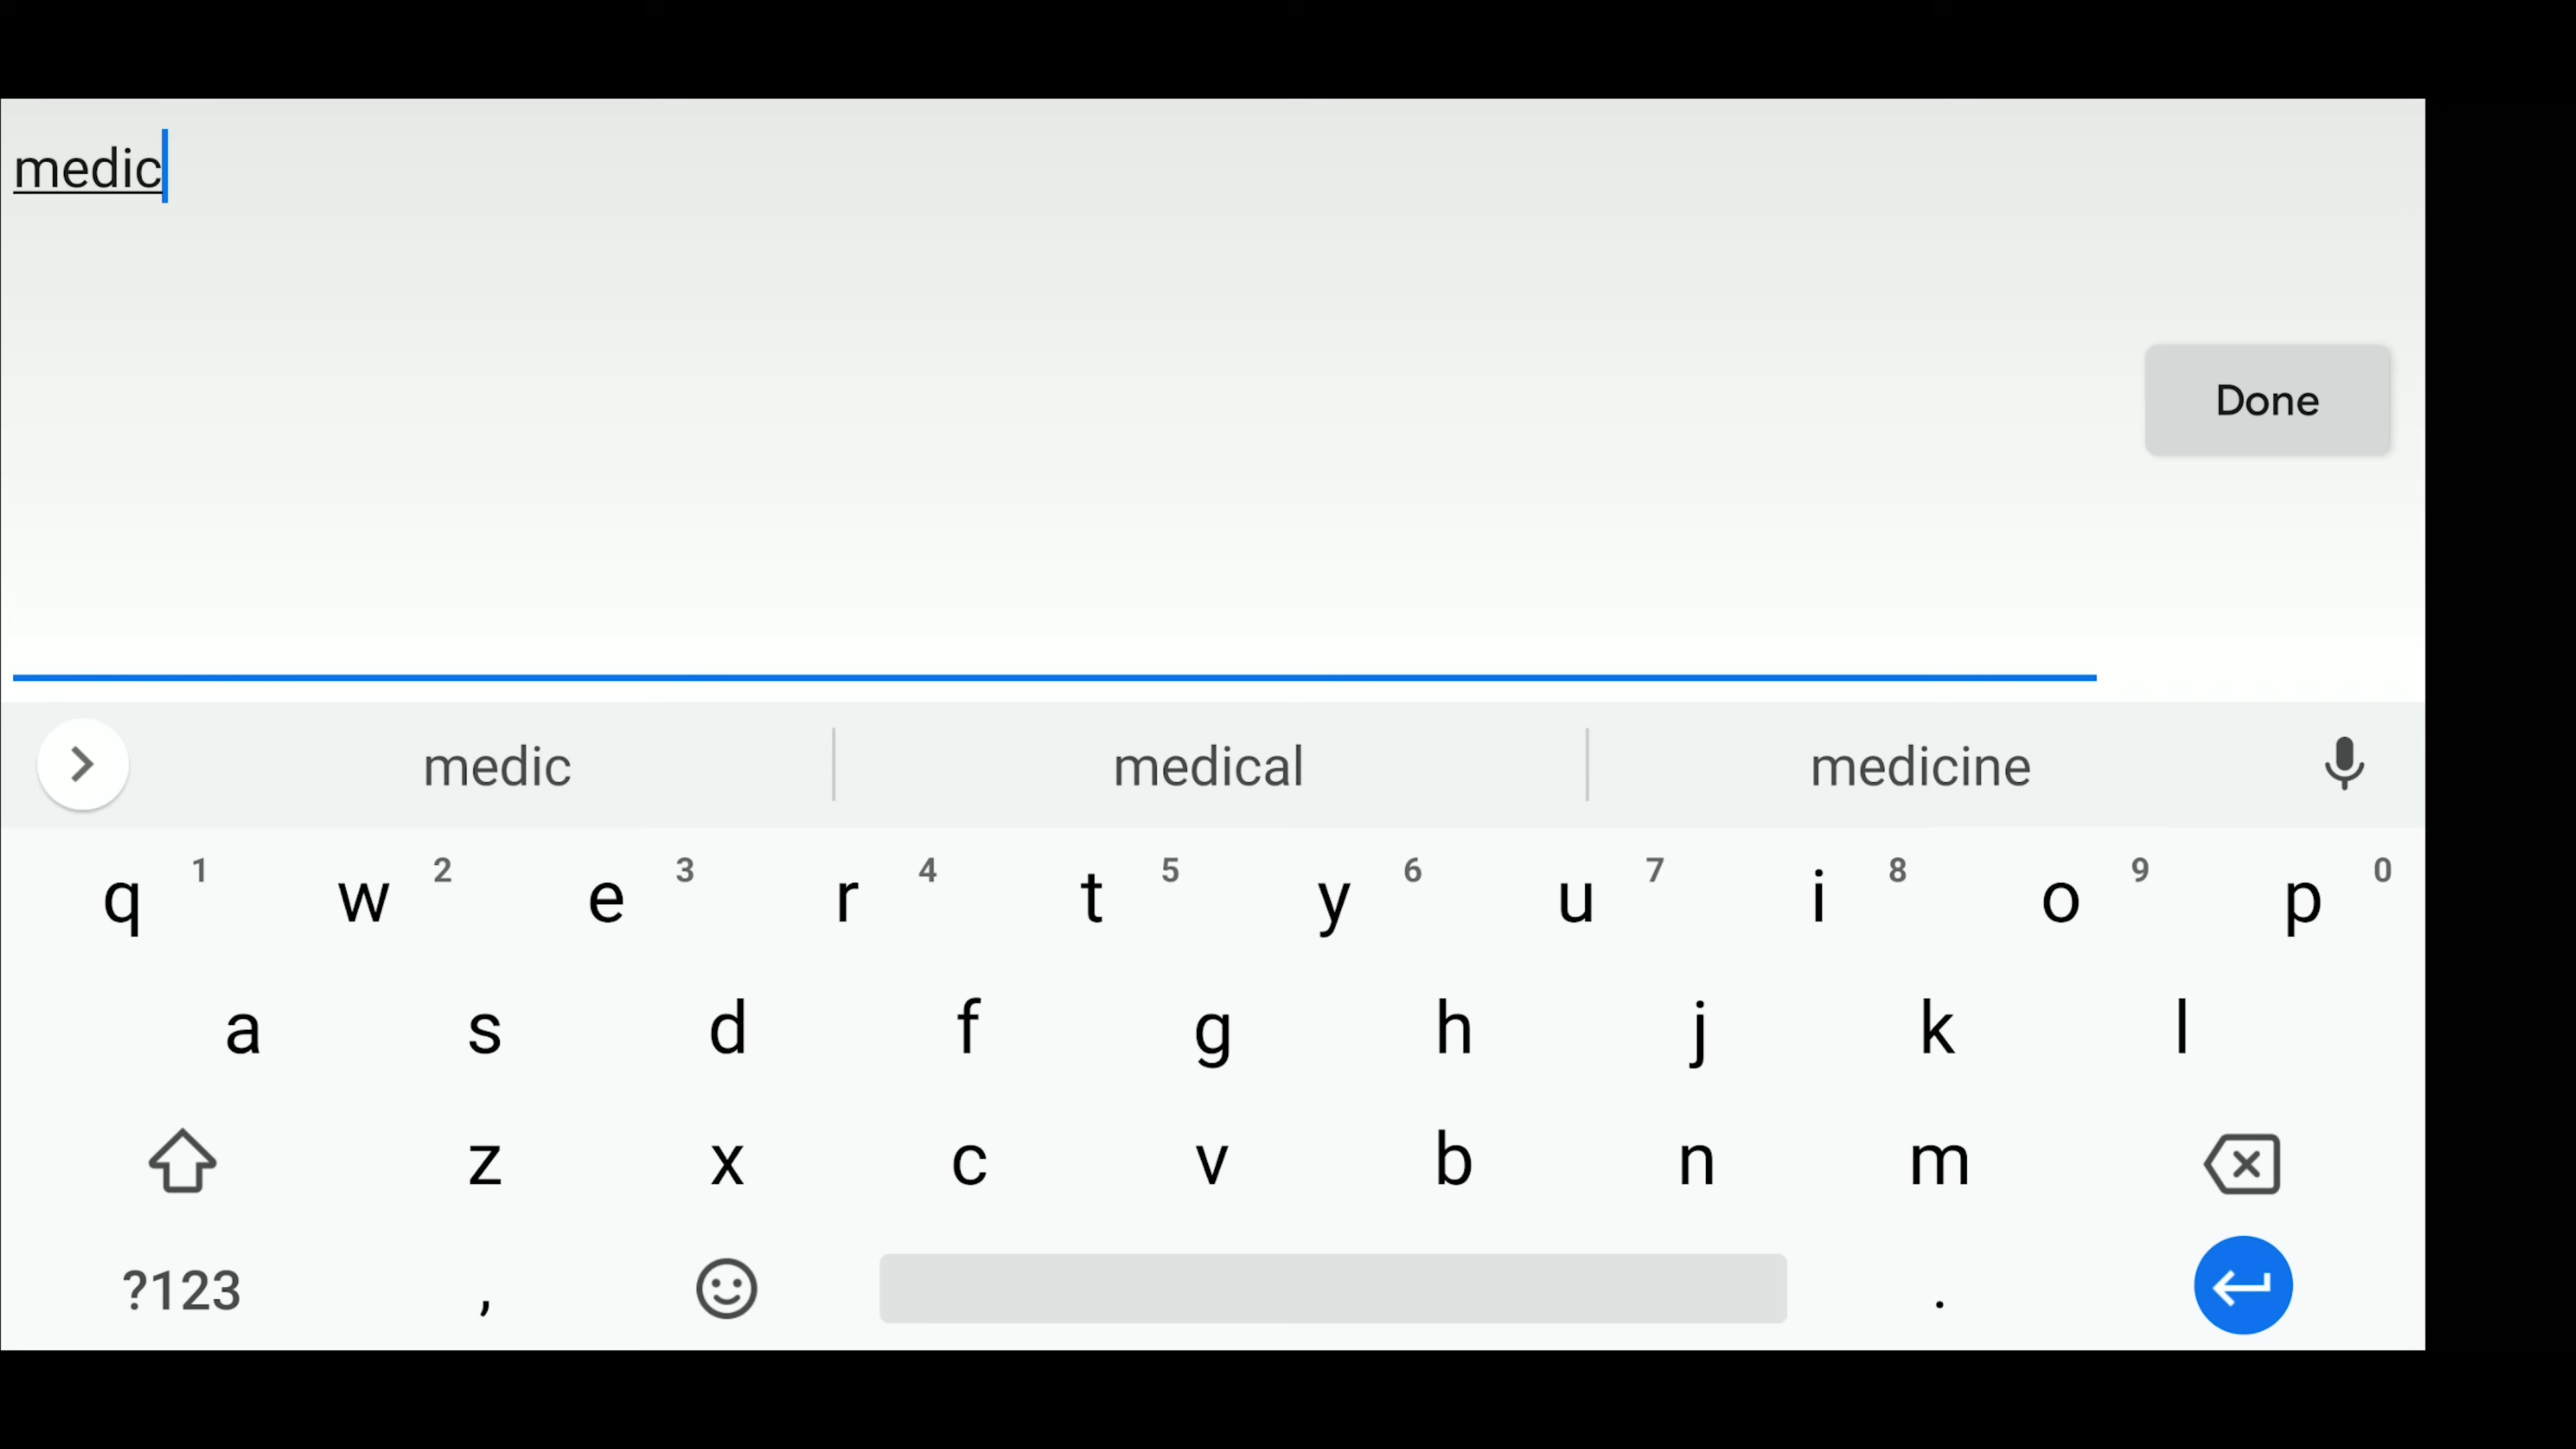 medic
Done
medic medical medicine
q 1 w 2 e 3 r 4 t 5 y 6 u 7 i 8 o 9 p 0
a s d f g h j k l
z x c v b n m
?123 , .